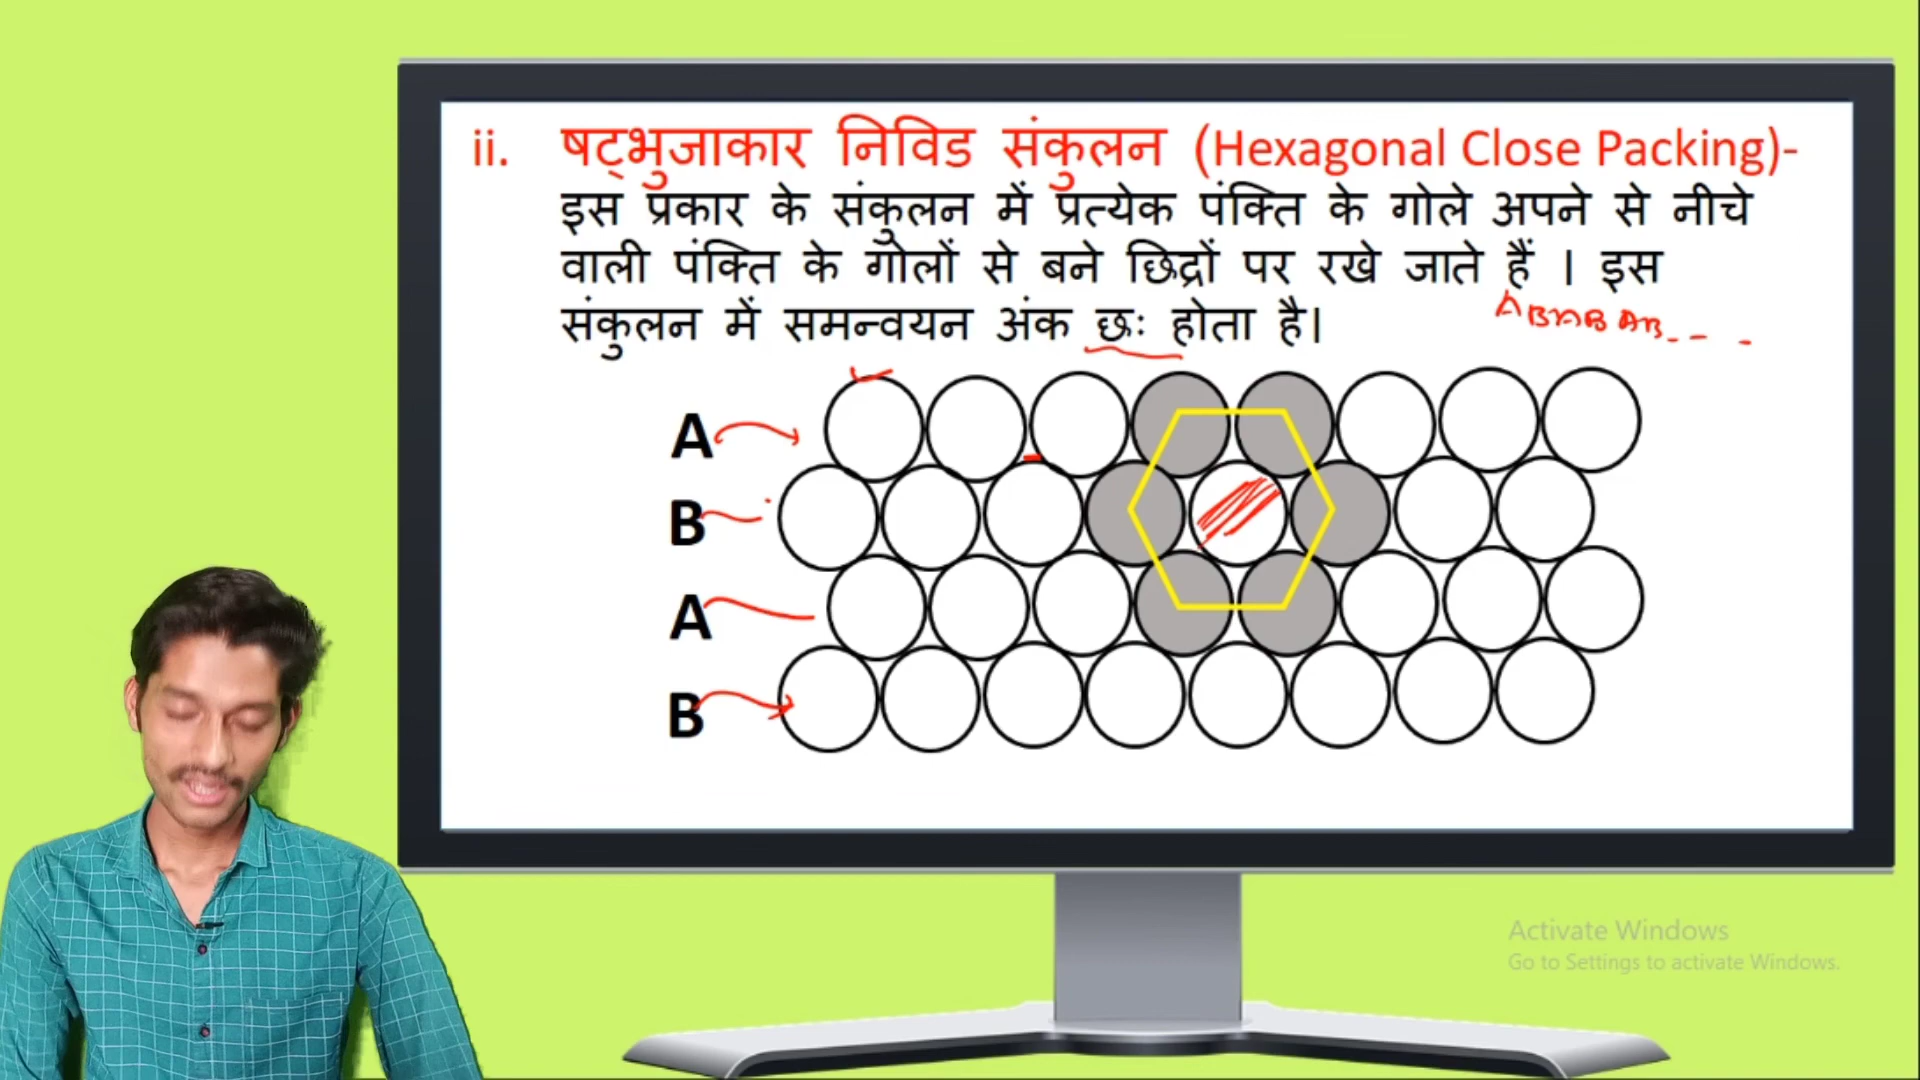 ii. षट्भुजाकार निविड संकुलन (Hexagonal Close Packing)-
इस प्रकार के संकुलन में प्रत्येक पंक्ति के गोले अपने से नीचे
वाली पंक्ति के गोलों से बने छिद्रों पर रखे जाते हैं । इस
संकुलन में समन्वयन अंक छः होता है।
ABABAB - - - -
A
B
A
B
Activate Windows
Go to Settings to activate Windows.